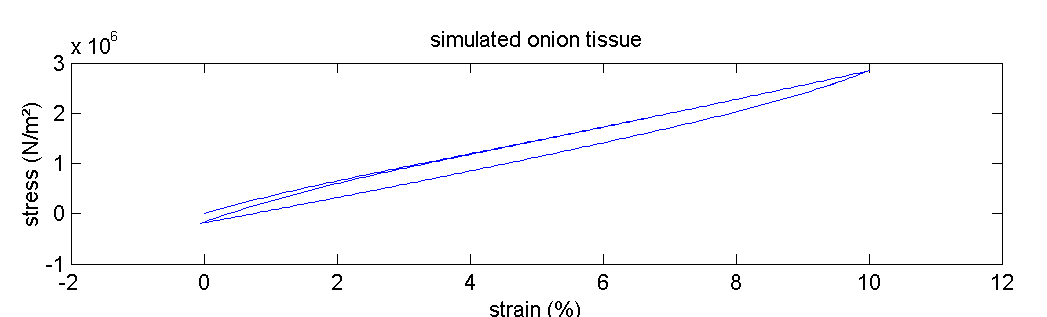 simulated onion tissue
x 10^6
3
2
1
0
-1
stress (N/m²)
-2 0 2 4 6 8 10 12
strain (%)